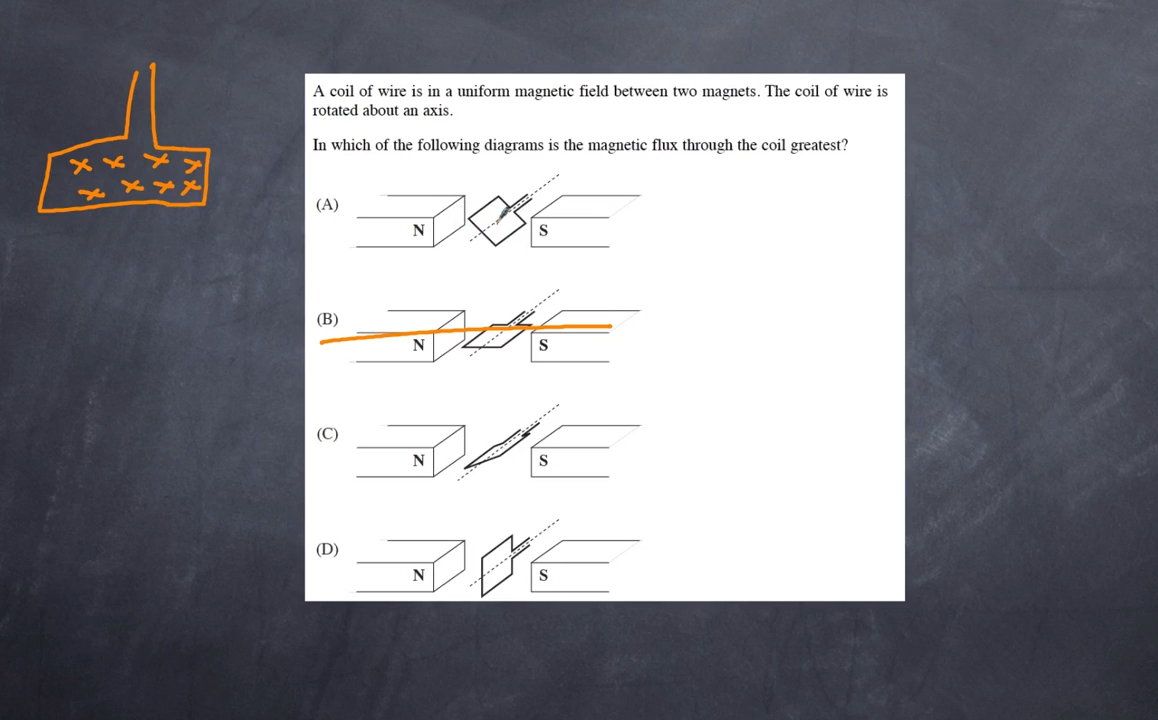 A coil of wire is in a uniform magnetic field between two magnets. The coil of wire is
rotated about an axis.
In which of the following diagrams is the magnetic flux through the coil greatest?
(A)
N S
(B)
N S
(C)
N S
(D)
N S